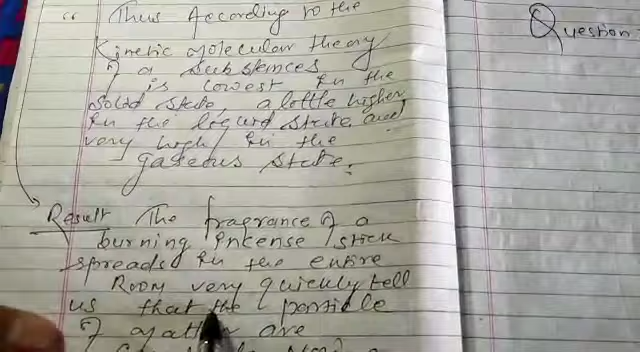 “ Thus According to the
Kinetic Molecular theory
of a substences
is lowest in the
solid state, a little higher
in the liquid state and
very high in the
gaseous state.
Result The fragrance of a
burning incense stick
spreads in the entire
Room very quickly tell
us that the particle
of are
Question